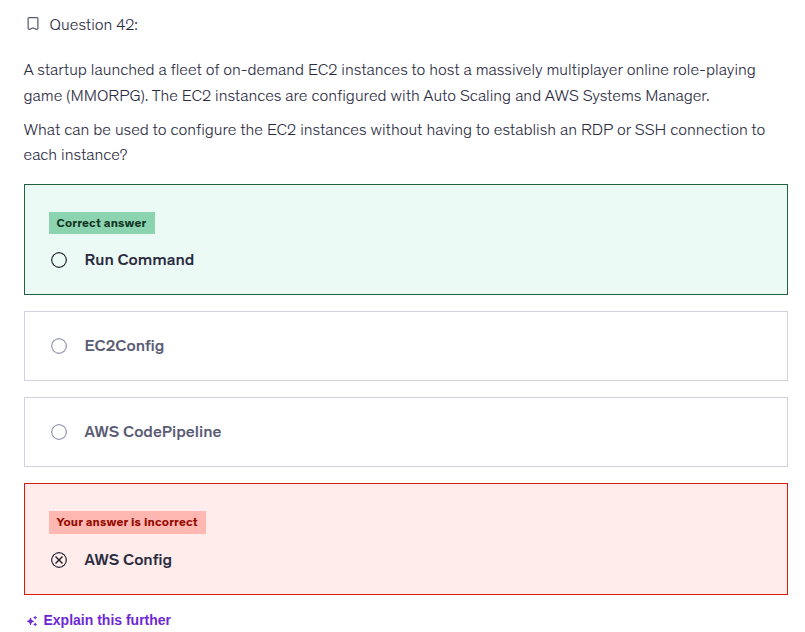 Question 42:
A startup launched a fleet of on-demand EC2 instances to host a massively multiplayer online role-playing
game (MMORPG). The EC2 instances are configured with Auto Scaling and AWS Systems Manager.
What can be used to configure the EC2 instances without having to establish an RDP or SSH connection to
each instance?
Correct answer
Run Command
EC2Config
AWS CodePipeline
Your answer is incorrect
AWS Config
Explain this further